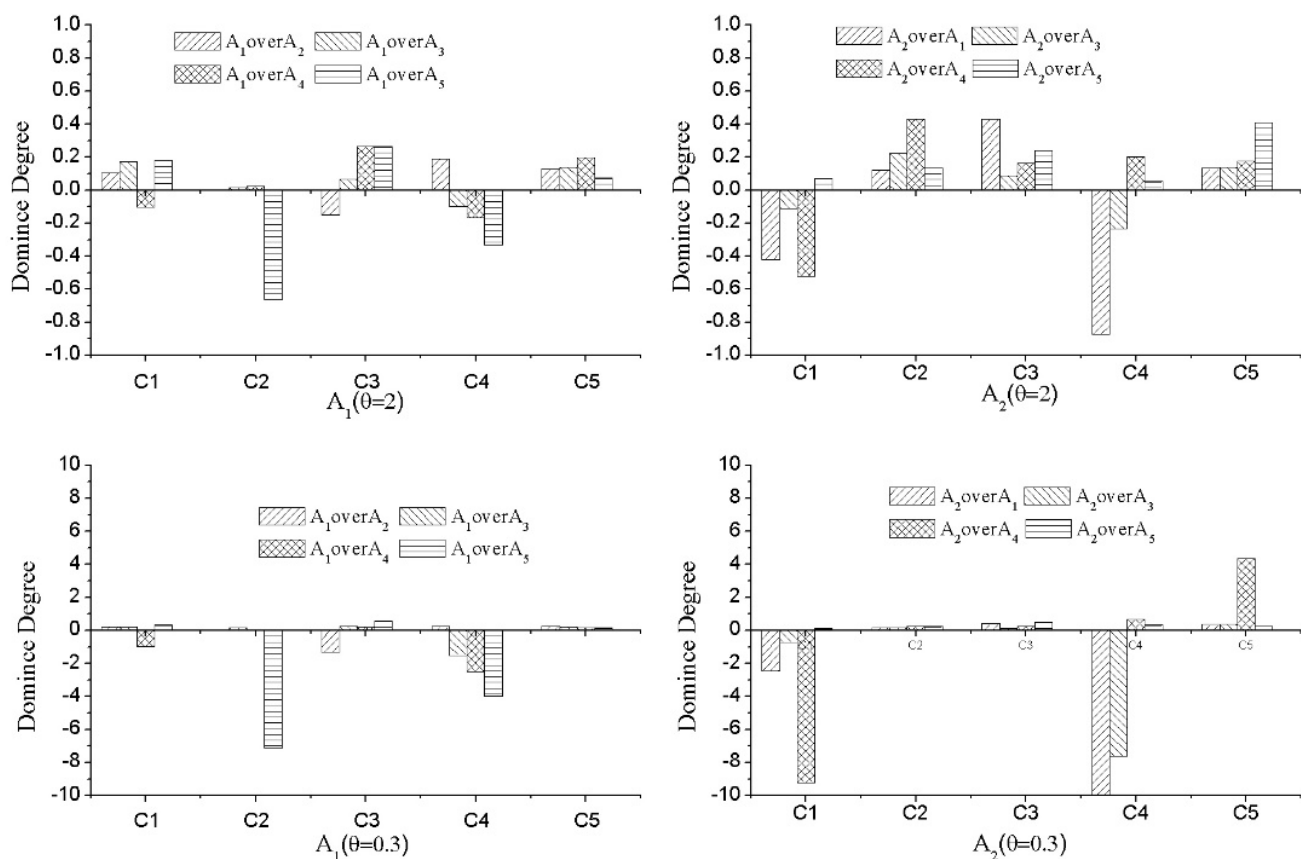 Domince Degree
1.0
0.8
0.6
0.4
0.2
0.0
-0.2
-0.4
-0.6
-0.8
-1.0
A₁overA₂ A₁overA₃
A₁overA₄ A₁overA₅
C1 C2 C3 C4 C5
A₁(θ=2)
Domince Degree
1.0
0.8
0.6
0.4
0.2
0.0
-0.2
-0.4
-0.6
-0.8
-1.0
A₂overA₁ A₂overA₃
A₂overA₄ A₂overA₅
C1 C2 C3 C4 C5
A₂(θ=2)
Domince Degree
10
8
6
4
2
0
-2
-4
-6
-8
-10
A₁overA₂ A₁overA₃
A₁overA₄ A₁overA₅
C1 C2 C3 C4 C5
A₁(θ=0.3)
Domince Degree
10
8
6
4
2
0
-2
-4
-6
-8
-10
A₂overA₁ A₂overA₃
A₂overA₄ A₂overA₅
C2 C3 C4 C5
C1 C2 C3 C4 C5
A₂(θ=0.3)